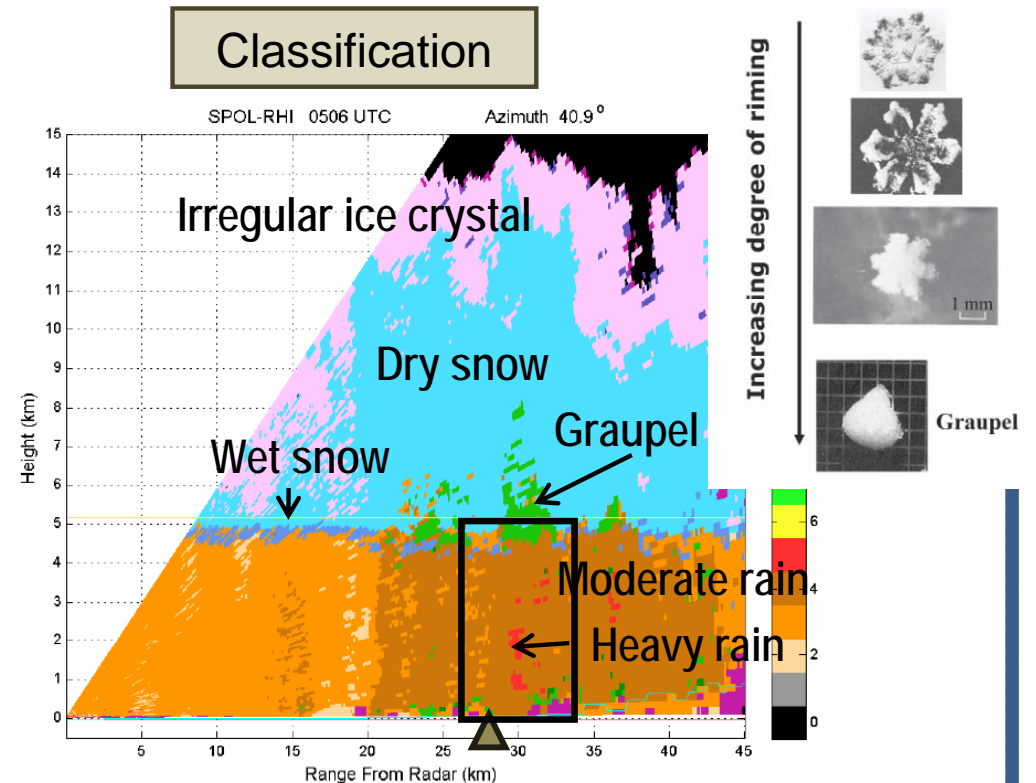 Classification
SPOL-RHI 0506 UTC Azimuth 40.9°
Height (km)
15
14
13
12
11
10
9
8
7
6
5
4
3
2
1
0
Irregular ice crystal
Dry snow
Graupel
Wet snow
Moderate rain
Heavy rain
5
10
15
20
25
30
35
40
45
Range From Radar (km)
6
4
2
0
Increasing degree of riming
1 mm
Graupel